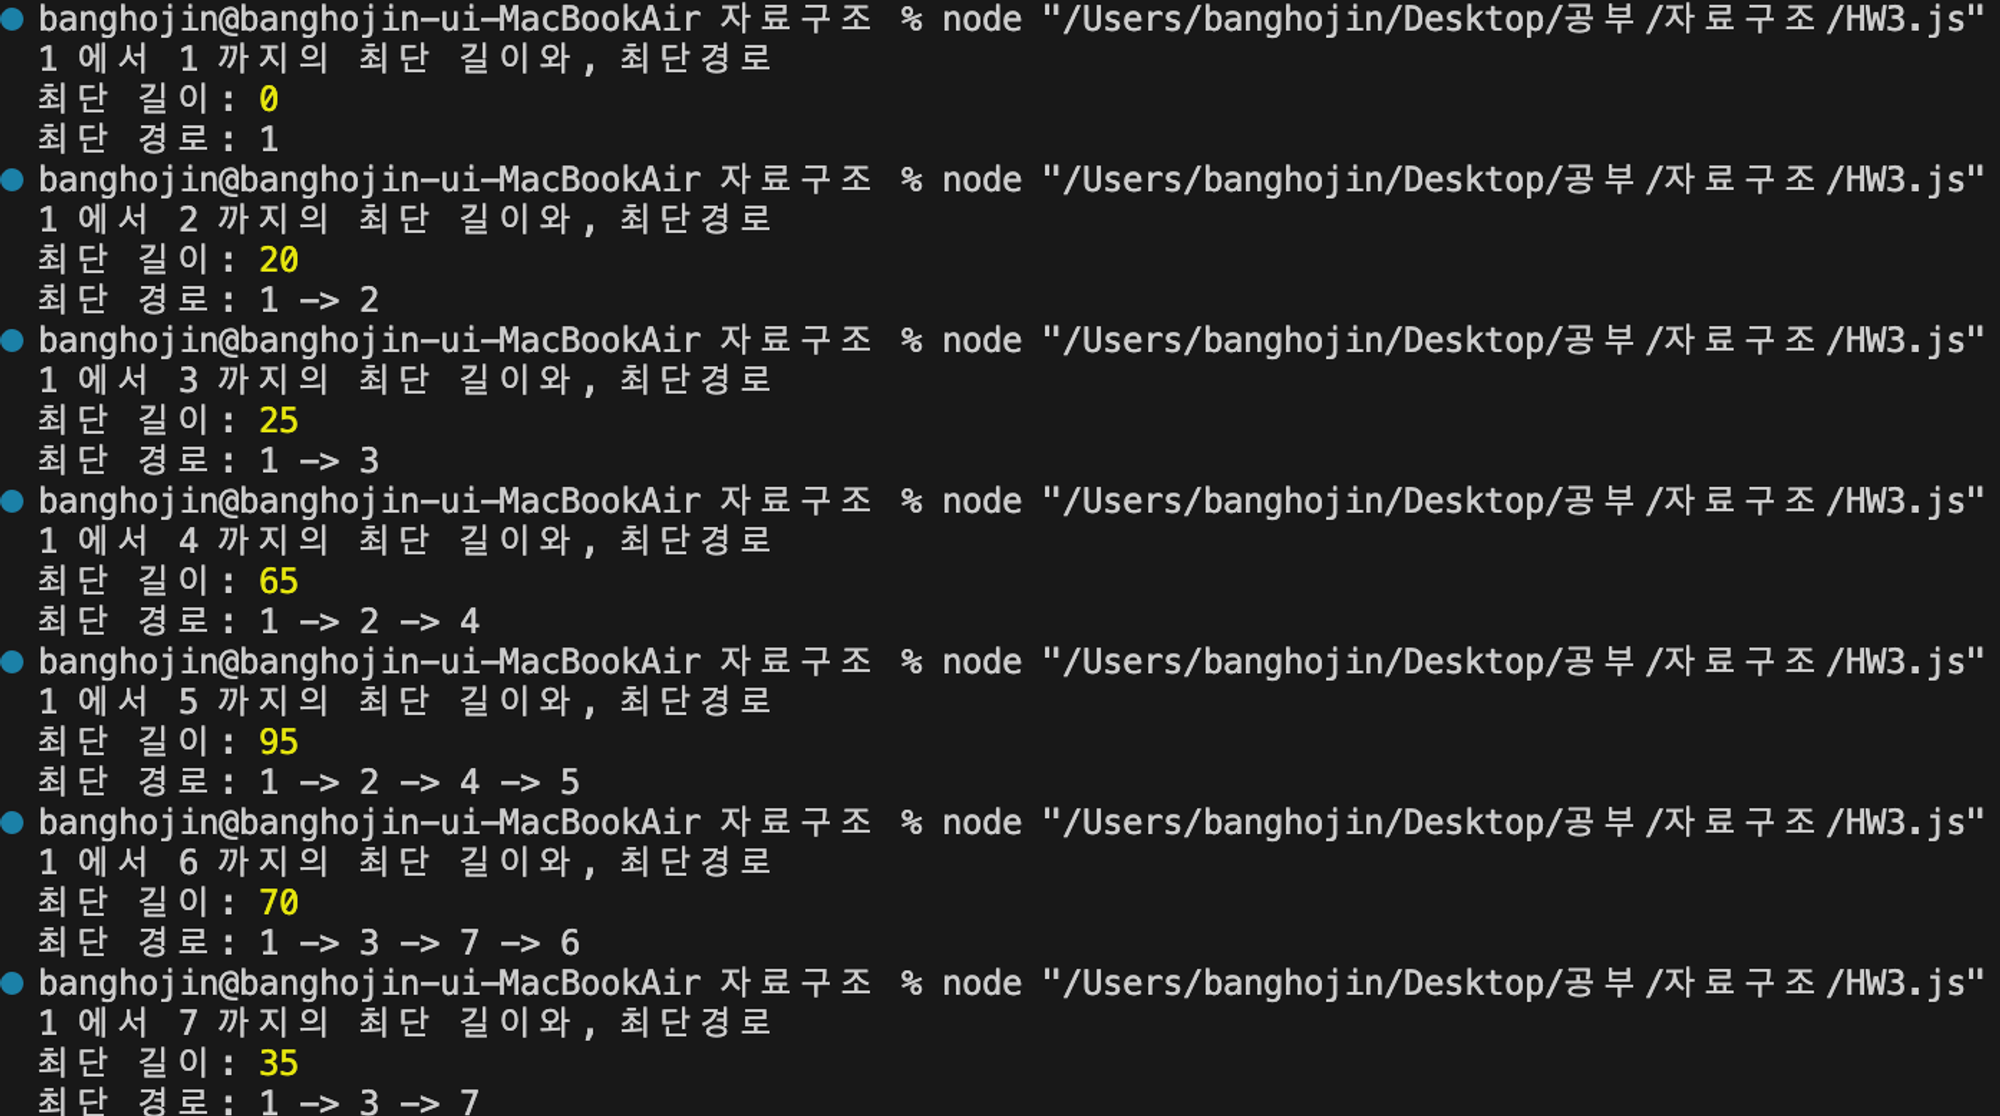 banghojin@banghojin-ui-MacBookAir 자료구조 % node "/Users/banghojin/Desktop/공부/자료구조/HW3.js"
1 에서 1 까지의 최단 길이와, 최단경로
최단 길이: 0
최단 경로: 1
banghojin@banghojin-ui-MacBookAir 자료구조 % node "/Users/banghojin/Desktop/공부/자료구조/HW3.js"
1 에서 2 까지의 최단 길이와, 최단경로
최단 길이: 20
최단 경로: 1 -> 2
banghojin@banghojin-ui-MacBookAir 자료구조 % node "/Users/banghojin/Desktop/공부/자료구조/HW3.js"
1 에서 3 까지의 최단 길이와, 최단경로
최단 길이: 25
최단 경로: 1 -> 3
banghojin@banghojin-ui-MacBookAir 자료구조 % node "/Users/banghojin/Desktop/공부/자료구조/HW3.js"
1 에서 4 까지의 최단 길이와, 최단경로
최단 길이: 65
최단 경로: 1 -> 2 -> 4
banghojin@banghojin-ui-MacBookAir 자료구조 % node "/Users/banghojin/Desktop/공부/자료구조/HW3.js"
1 에서 5 까지의 최단 길이와, 최단경로
최단 길이: 95
최단 경로: 1 -> 2 -> 4 -> 5
banghojin@banghojin-ui-MacBookAir 자료구조 % node "/Users/banghojin/Desktop/공부/자료구조/HW3.js"
1 에서 6 까지의 최단 길이와, 최단경로
최단 길이: 70
최단 경로: 1 -> 3 -> 7 -> 6
banghojin@banghojin-ui-MacBookAir 자료구조 % node "/Users/banghojin/Desktop/공부/자료구조/HW3.js"
1 에서 7 까지의 최단 길이와, 최단경로
최단 길이: 35
최단 경로: 1 -> 3 -> 7